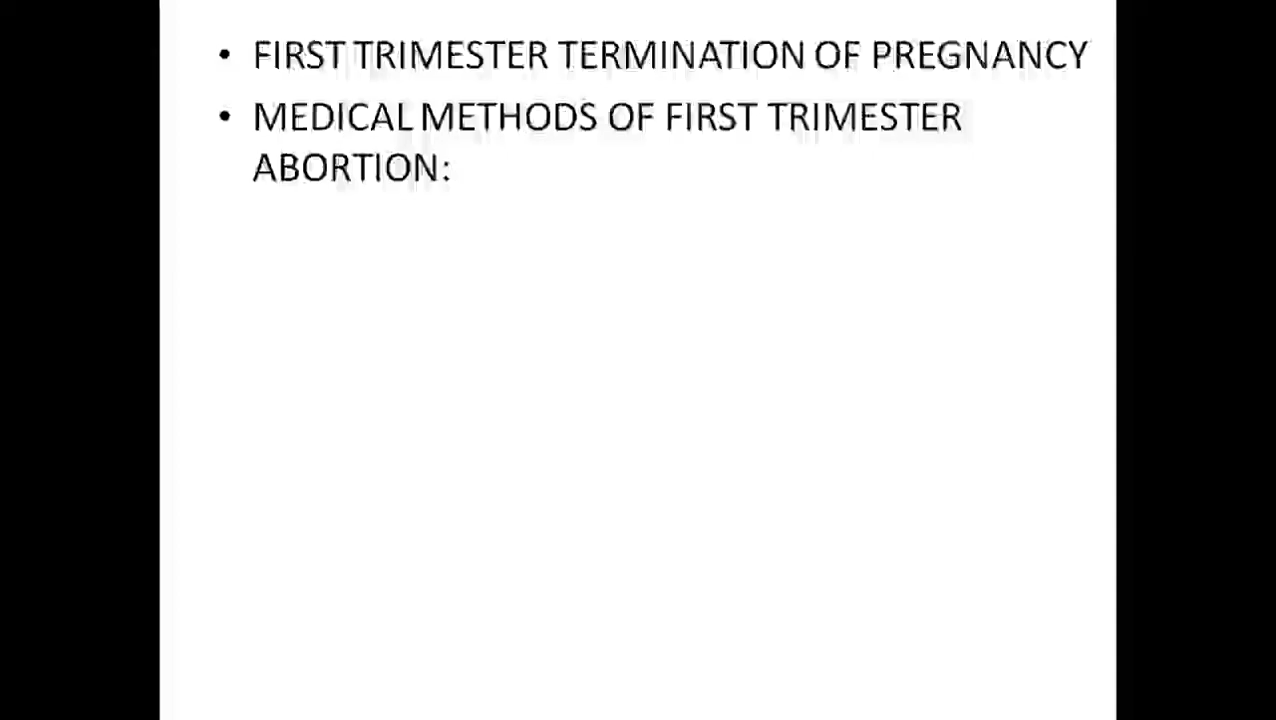 • FIRST TRIMESTER TERMINATION OF PREGNANCY
• MEDICAL METHODS OF FIRST TRIMESTER
ABORTION: